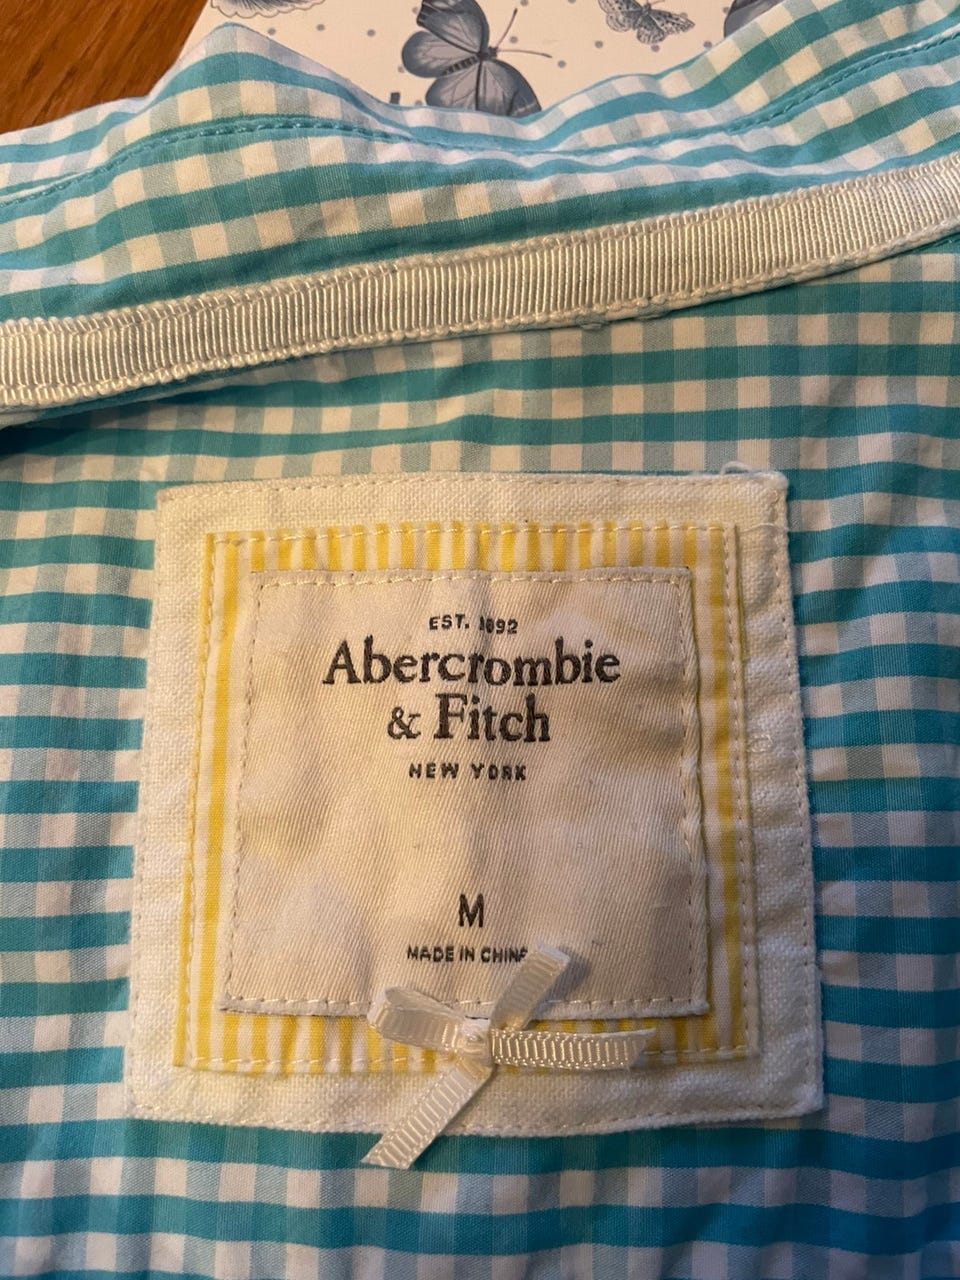 EST. 1892
Abercrombie
& Fitch
NEW YORK
M
MADE IN CHINA